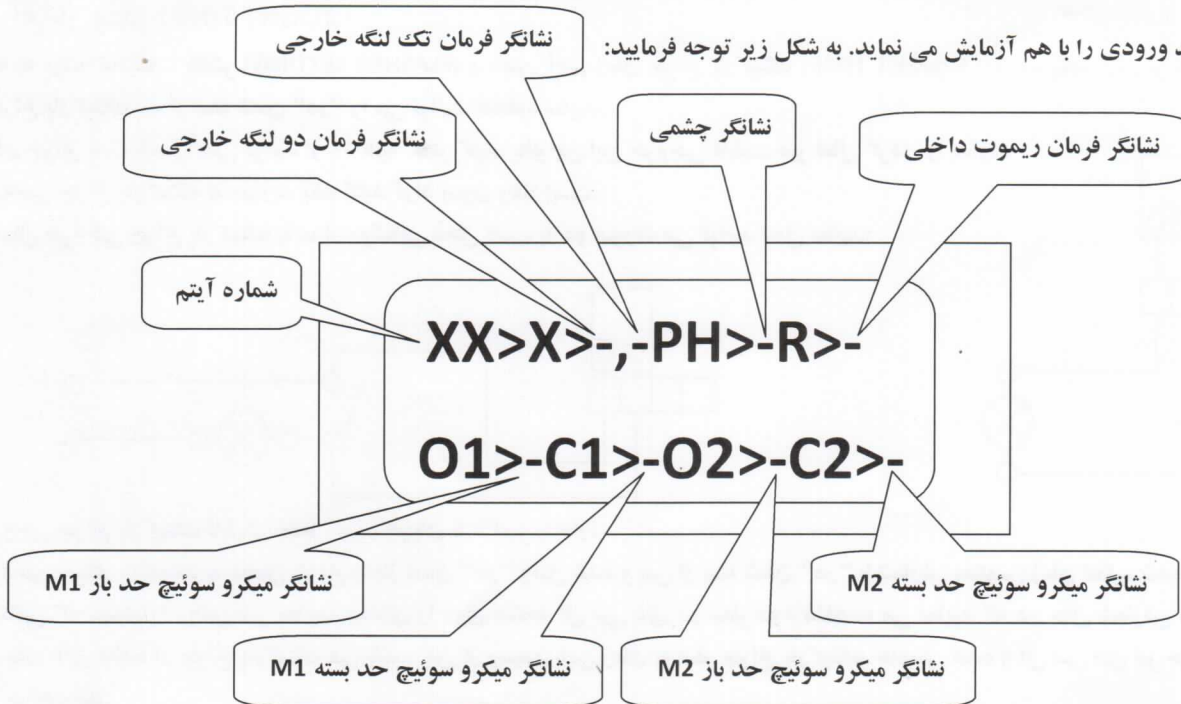 نشانگر فرمان تک لنگه خارجی
ورودی را با هم آزمایش می نماید. به شکل زیر توجه فرمایید:
نشانگر فرمان دو لنگه خارجی
نشانگر چشمی
نشانگر فرمان ریموت داخلی
شماره آیتم
XX>X>-,-PH>-R>-
O1>-C1>-O2>-C2>-
نشانگر میکرو سوئیچ حد باز M1
نشانگر میکرو سوئیچ حد بسته M2
نشانگر میکرو سوئیچ حد بسته M1
نشانگر میکرو سوئیچ حد باز M2